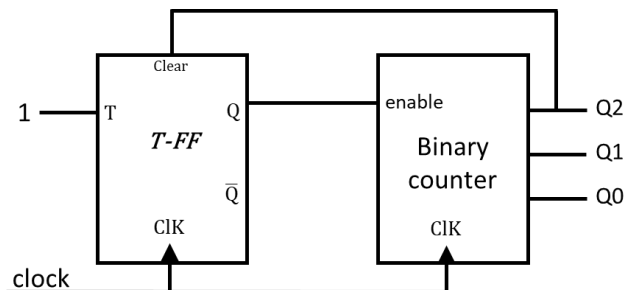 Clear
1
T
Q
enable
Q2
T-FF
Binary
counter
Q1
Q̅
Q0
ClK
ClK
clock